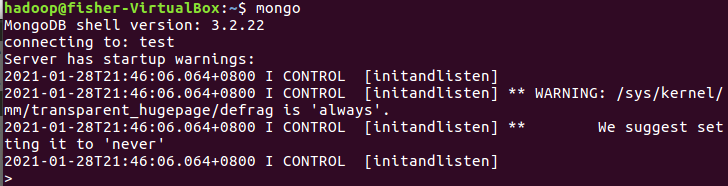 hadoop@fisher-VirtualBox:~$ mongo
MongoDB shell version: 3.2.22
connecting to: test
Server has startup warnings:
2021-01-28T21:46:06.064+0800 I CONTROL  [initandlisten]
2021-01-28T21:46:06.064+0800 I CONTROL  [initandlisten] ** WARNING: /sys/kernel/
mm/transparent_hugepage/defrag is 'always'.
2021-01-28T21:46:06.064+0800 I CONTROL  [initandlisten] **        We suggest set
ting it to 'never'
2021-01-28T21:46:06.064+0800 I CONTROL  [initandlisten]
>